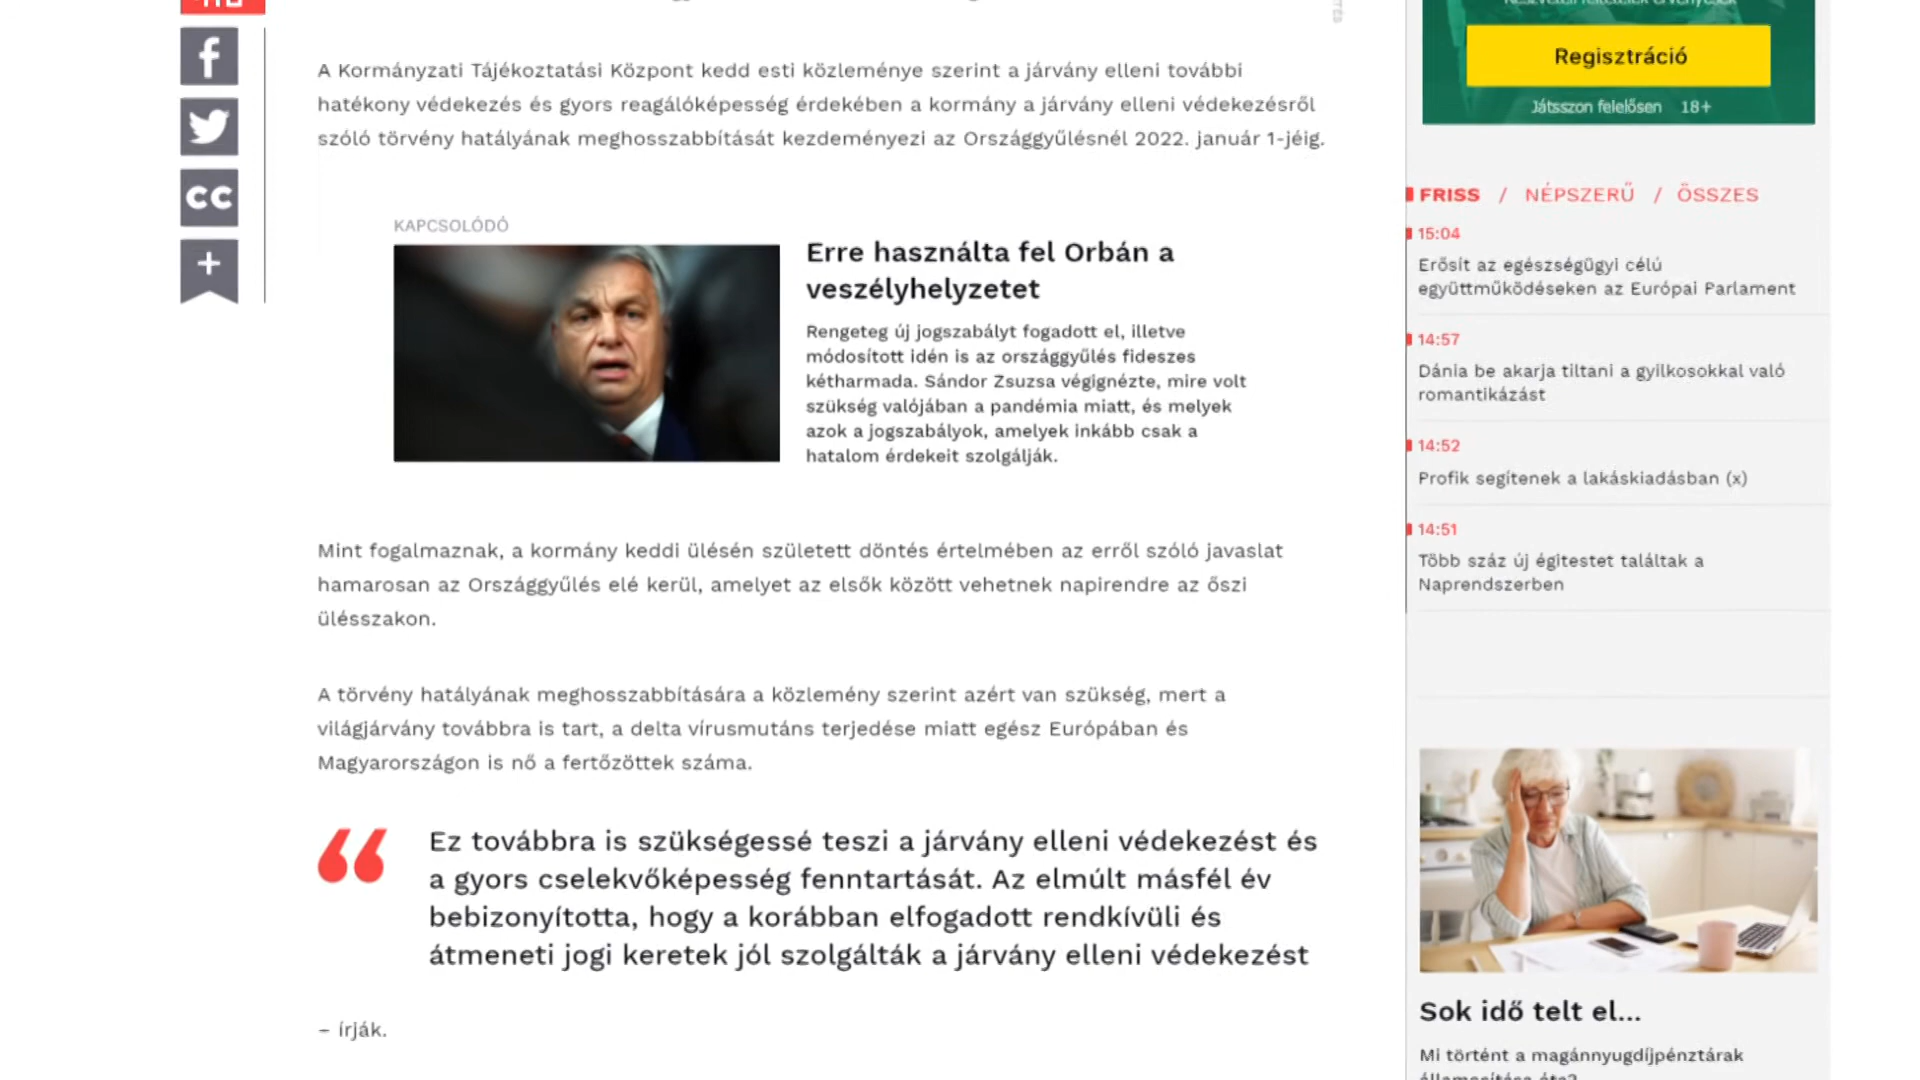 A Kormányzati Tájékoztatási Központ kedd esti közleménye szerint a járvány elleni további
hatékony védekezés és gyors reagálóképesség érdekében a kormány a járvány elleni védekezésről
szóló törvény hatályának meghosszabbítását kezdeményezi az Országgyűlésnél 2022. január 1-jéig.
KAPCSOLÓDÓ
Erre használta fel Orbán a
veszélyhelyzetet
Rengeteg új jogszabályt fogadott el, illetve
módosított idén is az országgyűlés fideszes
kétharmada. Sándor Zsuzsa végignézte, mire volt
szükség valójában a pandémia miatt, és melyek
azok a jogszabályok, amelyek inkább csak a
hatalom érdekeit szolgálják.
Mint fogalmaznak, a kormány keddi ülésén született döntés értelmében az erről szóló javaslat
hamarosan az Országgyűlés elé kerül, amelyet az elsők között vehetnek napirendre az őszi
ülésszakon.
A törvény hatályának meghosszabbítására a közlemény szerint azért van szükség, mert a
világjárvány továbbra is tart, a delta vírusmutáns terjedése miatt egész Európában és
Magyarországon is nő a fertőzöttek száma.
Ez továbbra is szükségessé teszi a járvány elleni védekezést és
a gyors cselekvőképesség fenntartását. Az elmúlt másfél év
bebizonyította, hogy a korábban elfogadott rendkívüli és
átmeneti jogi keretek jól szolgálták a járvány elleni védekezést
– írják.
cc
Regisztráció
Játsszon felelősen 18+
FRISS / NÉPSZERŰ / ÖSSZES
15:04
Erősít az egészségügyi célú
együttműködéseken az Európai Parlament
14:57
Dánia be akarja tiltani a gyilkosokkal való
romantikázást
14:52
Profik segítenek a lakáskiadásban (x)
14:51
Több száz új égitestet találtak a
Naprendszerben
Sok idő telt el...
Mi történt a magánnyugdíjpénztárak